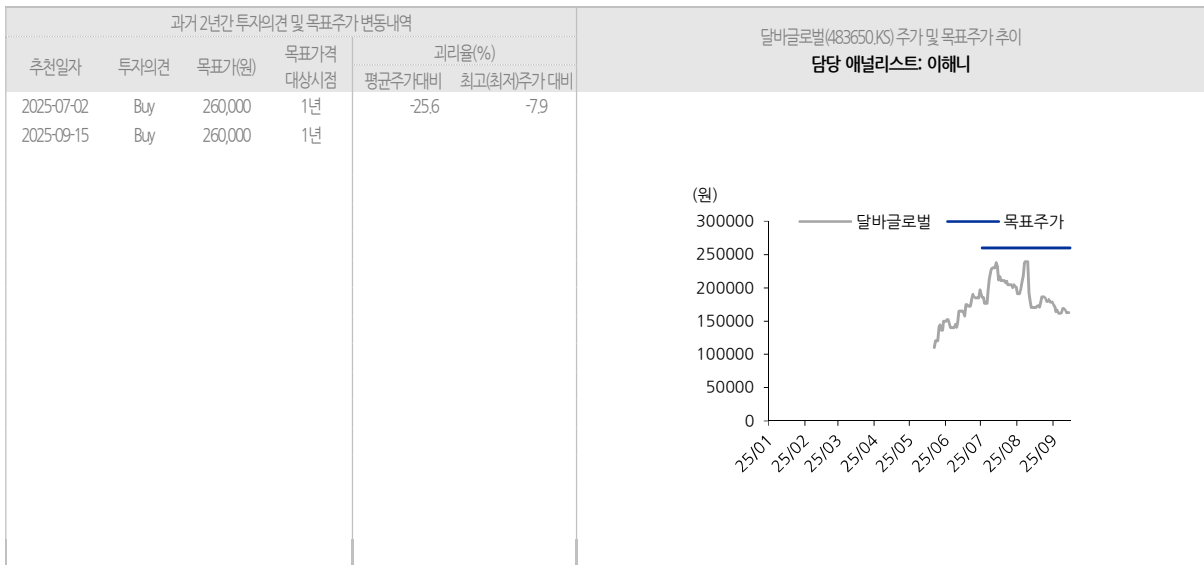 과거 2년간 투자의견 및 목표주가 변동내역
추천일자 투자의견 목표가(원) 목표가격 대상시점 괴리율(%)
평균주가대비 최고(최저)주가 대비
2025-07-02 Buy 260,000 1년 -25.6 -7.9
2025-09-15 Buy 260,000 1년
달바글로벌(483650.KS) 주가 및 목표주가 추이
담당 애널리스트: 이해니
(원)
달바글로벌 목표주가
300000
250000
200000
150000
100000
50000
0
25/01 25/02 25/03 25/04 25/05 25/06 25/07 25/08 25/09